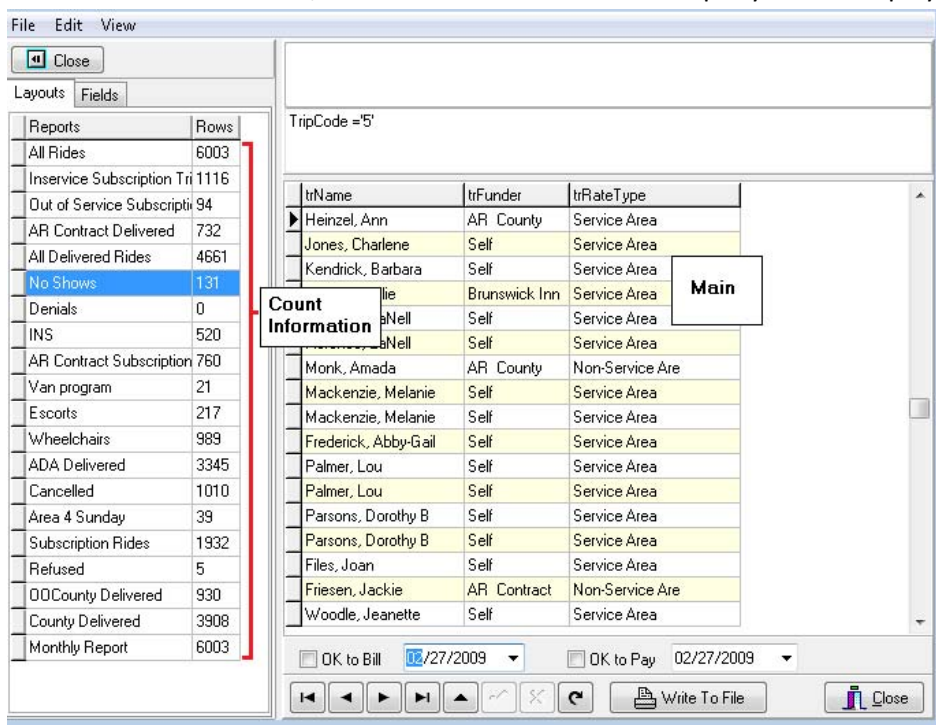 File Edit View
Close
Layouts Fields
Reports Rows
All Rides 6003
Inservice Subscription Tri 1116
Out of Service Subscripti 94
AR Contract Delivered 732
All Delivered Rides 4661
No Shows 131
Denials 0
INS 520
AR Contract Subscription 760
Van program 21
Escorts 217
Wheelchairs 989
ADA Delivered 3345
Cancelled 1010
Area 4 Sunday 39
Subscription Rides 1932
Refused 5
OOCounty Delivered 930
County Delivered 3908
Monthly Report 6003
Count
Information
TripCode ='5'
trName trFunder trRateType
Heinzel, Ann AR County Service Area
Jones, Charlene Self Service Area
Kendrick, Barbara Self Service Area
lie Brunswick Inn Service Area
aNell Self Service Area
Self Service Area
Monk, Amada AR County Non-Service Are
Mackenzie, Melanie Self Service Area
Mackenzie, Melanie Self Service Area
Frederick, Abby-Gail Self Service Area
Palmer, Lou Self Service Area
Palmer, Lou Self Service Area
Parsons, Dorothy B Self Service Area
Parsons, Dorothy B Self Service Area
Files, Joan Self Service Area
Friesen, Jackie AR Contract Non-Service Are
Woodle, Jeanette Self Service Area
Main
OK to Bill 02/27/2009 OK to Pay 02/27/2009
Write To File Close